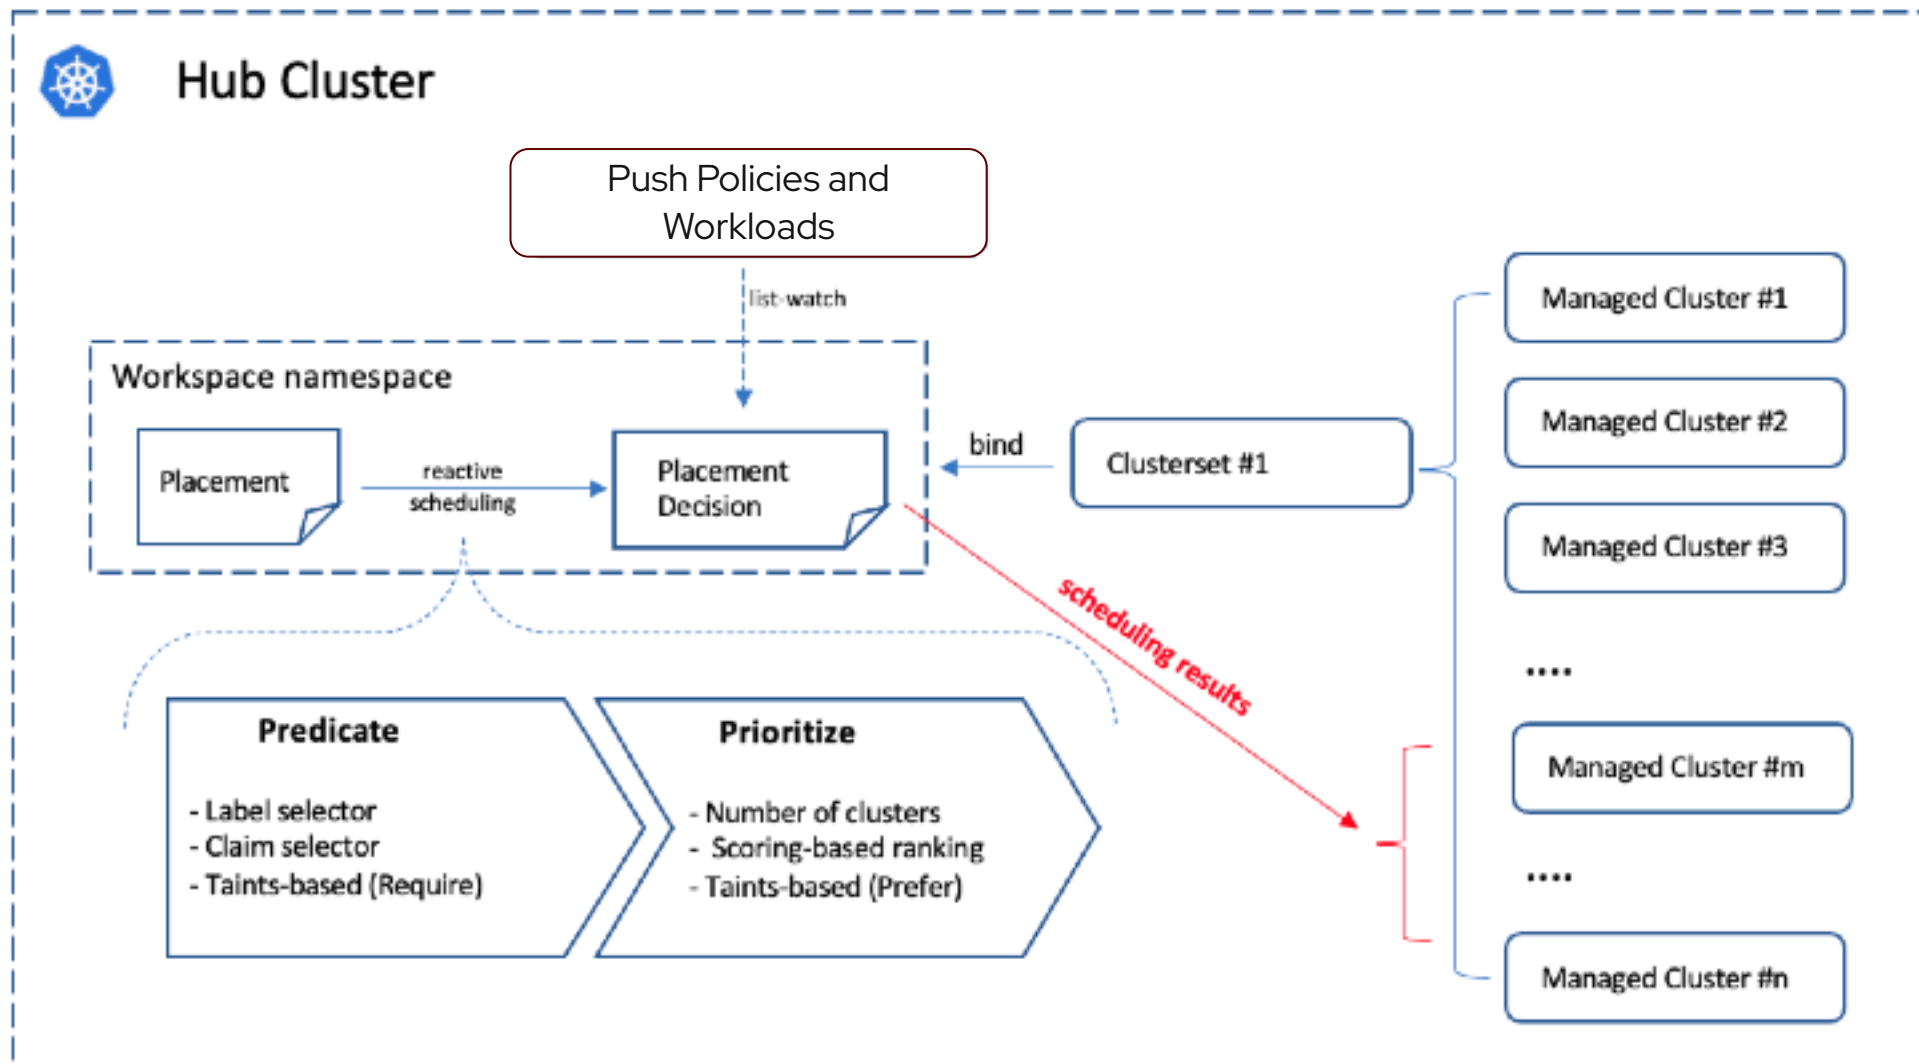 Hub Cluster
Push Policies and
Workloads
list-watch
Workspace namespace
Placement
reactive
scheduling
Placement
Decision
bind
Clusterset #1
Managed Cluster #1
Managed Cluster #2
Managed Cluster #3
....
Managed Cluster #m
....
Managed Cluster #n
scheduling results
Predicate
- Label selector
- Claim selector
- Taints-based (Require)
Prioritize
- Number of clusters
- Scoring-based ranking
- Taints-based (Prefer)